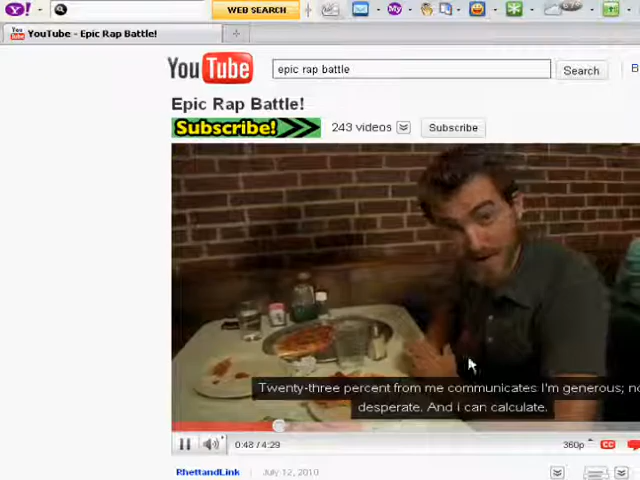 WEB SEARCH
YouTube - Epic Rap Battle!
YouTube
epic rap battle
Search
Epic Rap Battle!
Subscribe!
243 videos
Subscribe
Twenty-three percent from me communicates I'm generous; no
desperate. And i can calculate.
0:48 / 4:29
360p
CC
RhettandLink
July 12, 2010